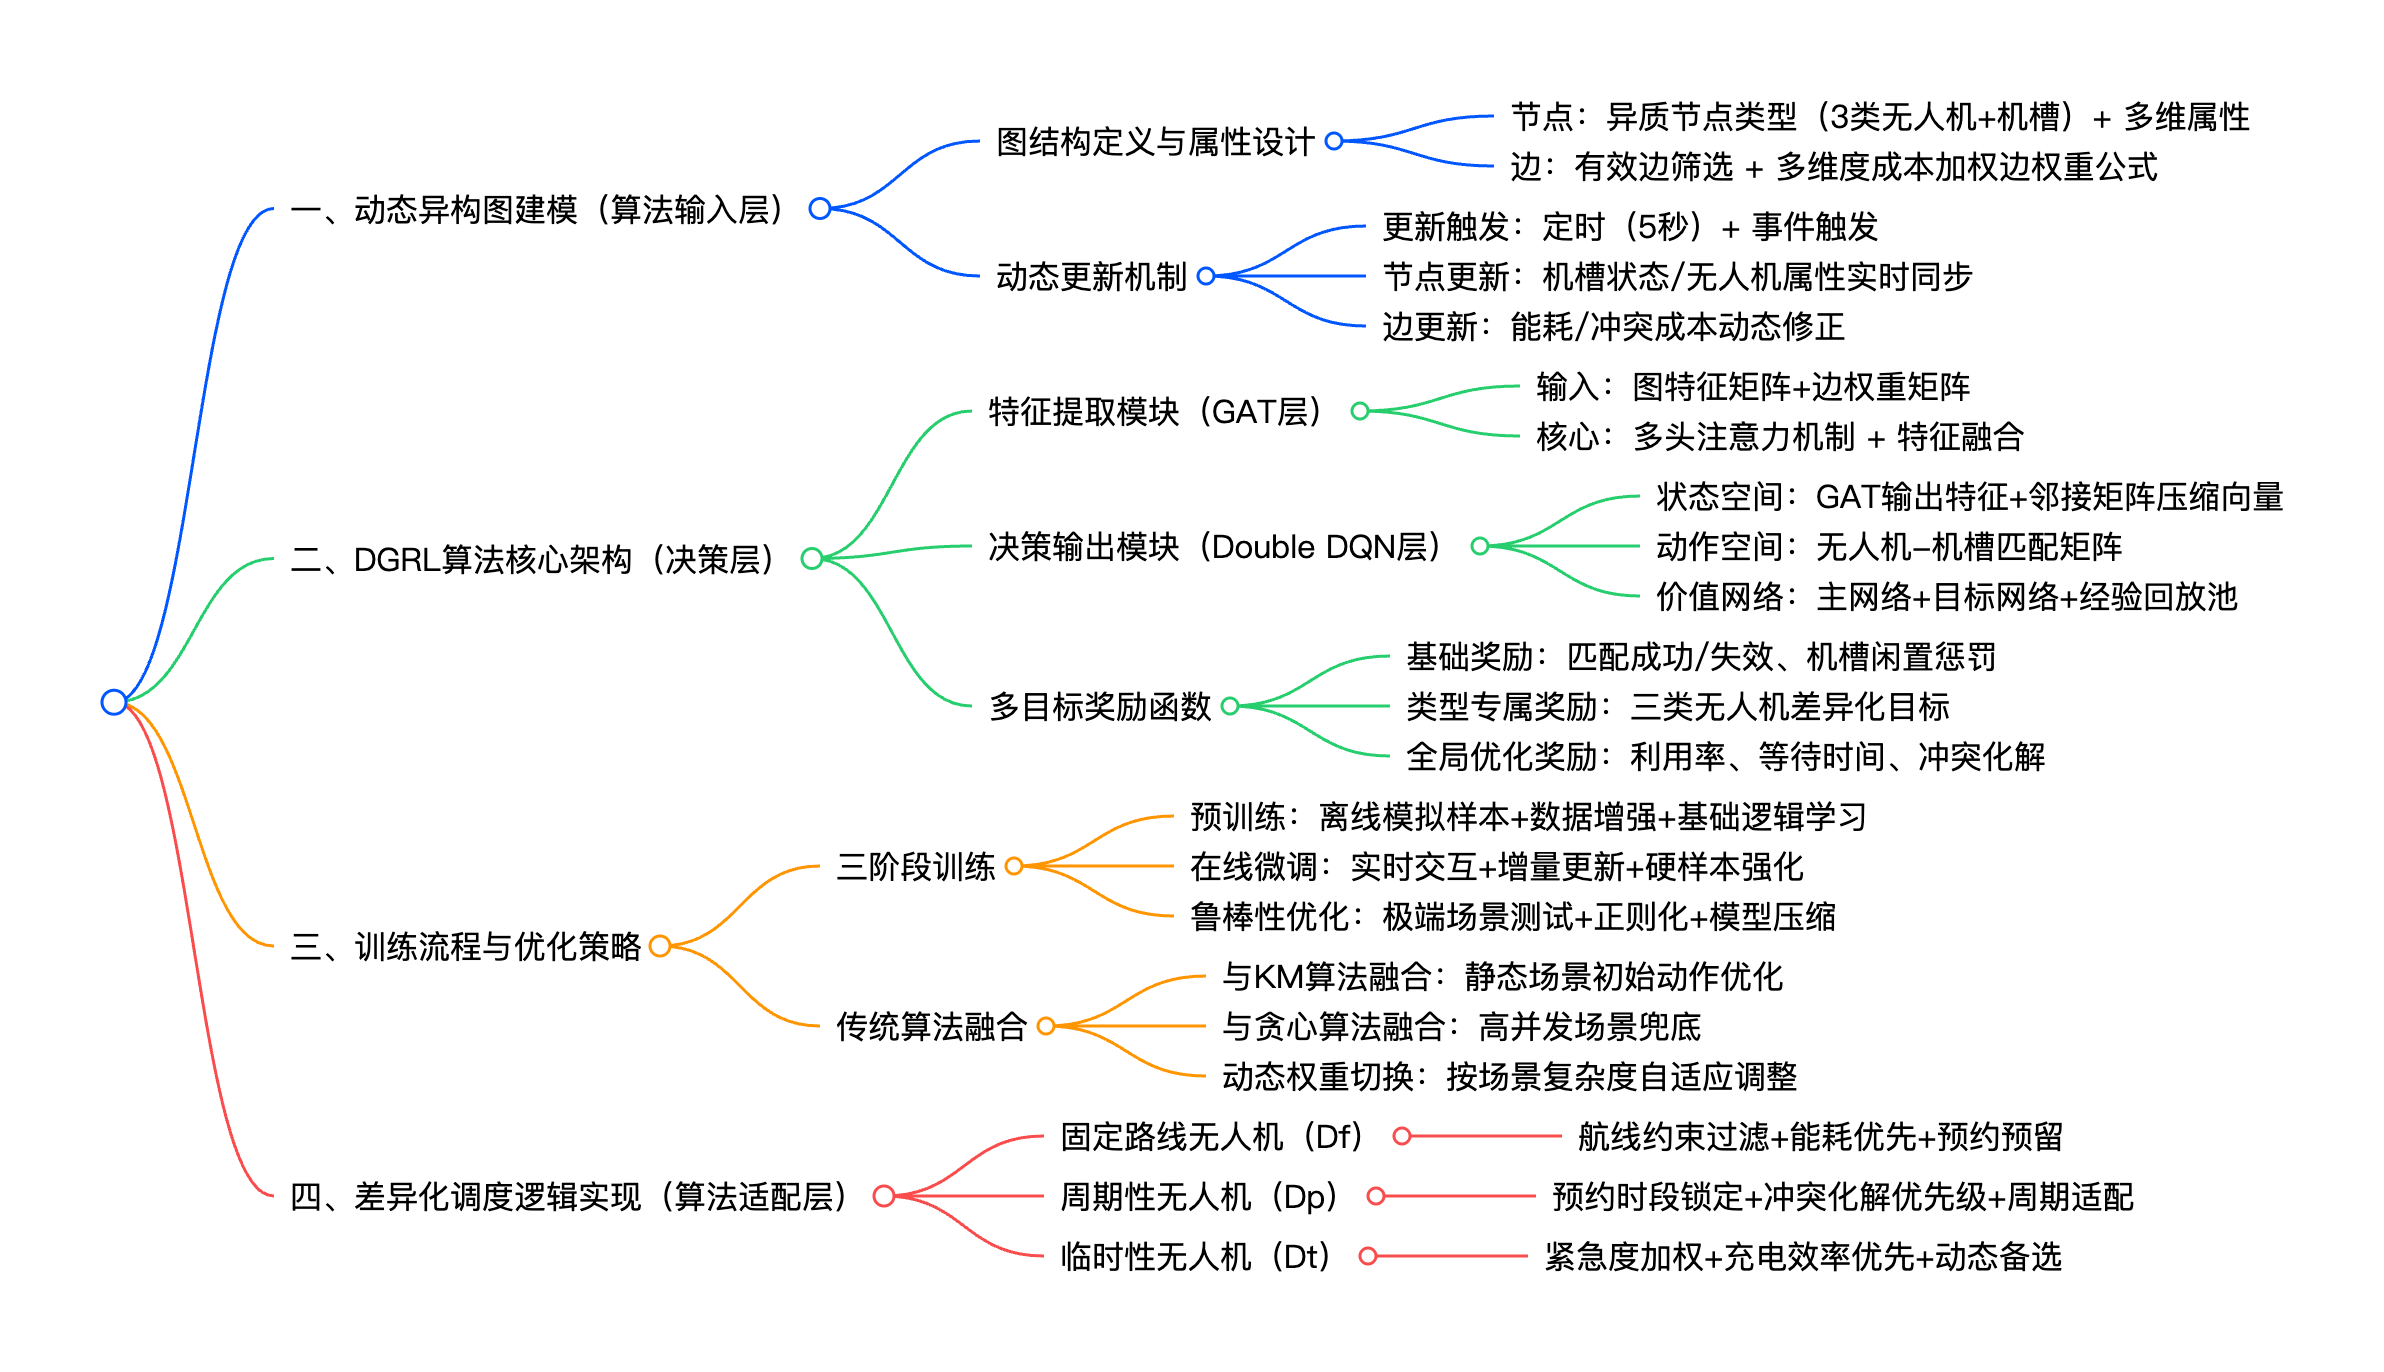 一、动态异构图建模（算法输入层）
图结构定义与属性设计
节点：异质节点类型（3类无人机+机槽）+ 多维属性
边：有效边筛选 + 多维度成本加权边权重公式
动态更新机制
更新触发：定时（5秒）+ 事件触发
节点更新：机槽状态/无人机属性实时同步
边更新：能耗/冲突成本动态修正
二、DGRL算法核心架构（决策层）
特征提取模块（GAT层）
输入：图特征矩阵+边权重矩阵
核心：多头注意力机制 + 特征融合
决策输出模块（Double DQN层）
状态空间：GAT输出特征+邻接矩阵压缩向量
动作空间：无人机-机槽匹配矩阵
价值网络：主网络+目标网络+经验回放池
多目标奖励函数
基础奖励：匹配成功/失效、机槽闲置惩罚
类型专属奖励：三类无人机差异化目标
全局优化奖励：利用率、等待时间、冲突化解
三、训练流程与优化策略
三阶段训练
预训练：离线模拟样本+数据增强+基础逻辑学习
在线微调：实时交互+增量更新+硬样本强化
鲁棒性优化：极端场景测试+正则化+模型压缩
传统算法融合
与KM算法融合：静态场景初始动作优化
与贪心算法融合：高并发场景兜底
动态权重切换：按场景复杂度自适应调整
四、差异化调度逻辑实现（算法适配层）
固定路线无人机（Df）
航线约束过滤+能耗优先+预约预留
周期性无人机（Dp）
预约时段锁定+冲突化解优先级+周期适配
临时性无人机（Dt）
紧急度加权+充电效率优先+动态备选